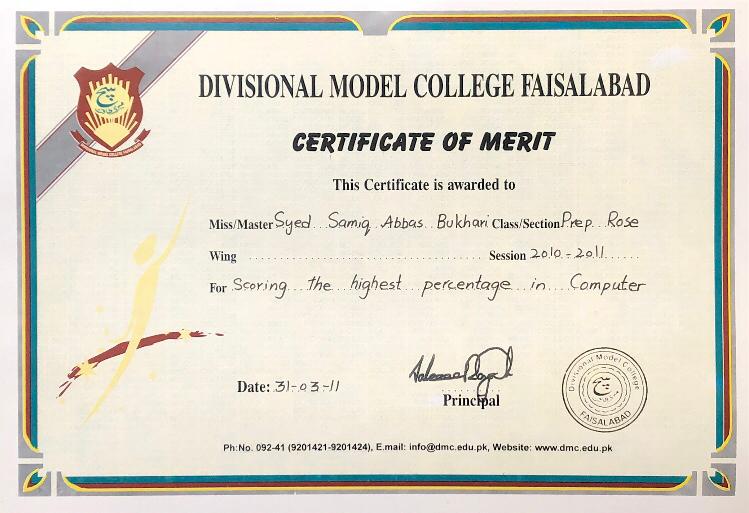 DIVISIONAL MODEL COLLEGE FAISALABAD
CERTIFICATE OF MERIT
This Certificate is awarded to
Miss/Master Syed Samiq Abbas Bukhari Class/Section Prep Rose
Wing Session 2010-2011
For Scoring the highest percentage in Computer
Date: 31-03-11
Principal
Divisional Model College
FAISALABAD
Ph:No. 092-41 (9201421-9201424), E.mail: info@dmc.edu.pk, Website: www.dmc.edu.pk